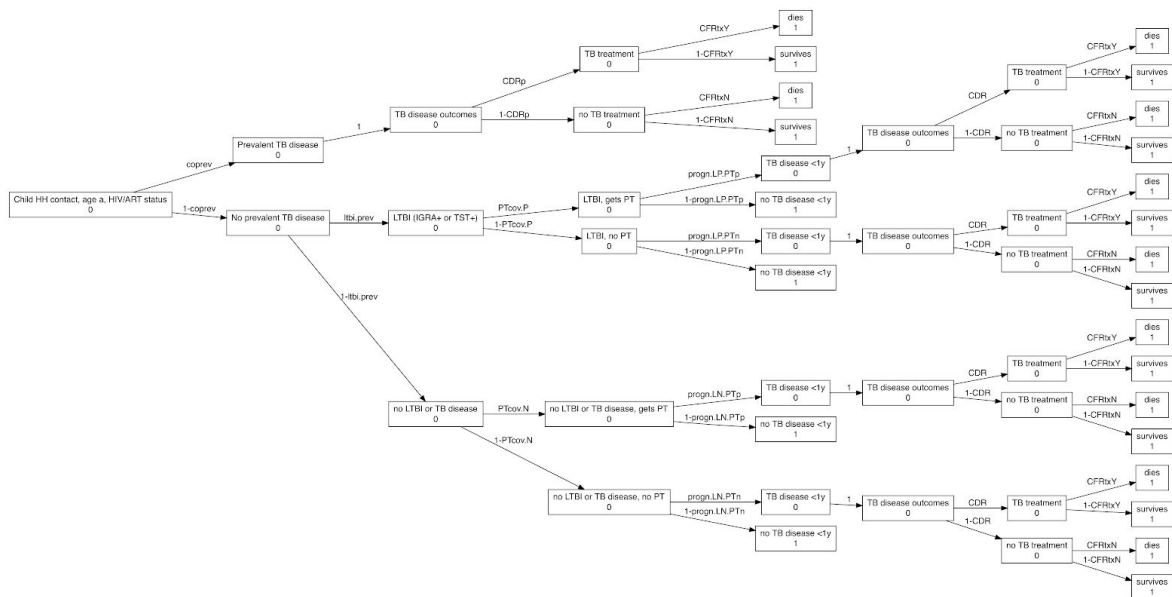 Child HH contact, age a, HIV/ART status
0
coprev
1-coprev
Prevalent TB disease
0
1
TB disease outcomes
0
CDRp
1-CDRp
TB treatment
0
CFRtxY
1-CFRtxY
dies
1
survives
1
no TB treatment
0
CFRtxN
1-CFRtxN
dies
1
survives
1
No prevalent TB disease
0
ltbi.prev
1-ltbi.prev
LTBI (IGRA+ or TST+)
0
PTcov.P
1-PTcov.P
LTBI, gets PT
0
progn.LP.PTp
1-progn.LP.PTp
TB disease <1y
0
1
no TB disease <1y
1
TB disease outcomes
0
CDR
1-CDR
TB treatment
0
CFRtxY
1-CFRtxY
dies
1
survives
1
no TB treatment
0
CFRtxN
1-CFRtxN
dies
1
survives
1
LTBI, no PT
0
progn.LP.PTn
1-progn.LP.PTn
TB disease <1y
0
1
no TB disease <1y
1
TB disease outcomes
0
CDR
1-CDR
TB treatment
0
CFRtxY
1-CFRtxY
dies
1
survives
1
no TB treatment
0
CFRtxN
1-CFRtxN
dies
1
survives
1
no LTBI or TB disease
0
PTcov.N
1-PTcov.N
no LTBI or TB disease, gets PT
0
progn.LN.PTp
1-progn.LN.PTp
TB disease <1y
0
1
no TB disease <1y
1
TB disease outcomes
0
CDR
1-CDR
TB treatment
0
CFRtxY
1-CFRtxY
dies
1
survives
1
no TB treatment
0
CFRtxN
1-CFRtxN
dies
1
survives
1
no LTBI or TB disease, no PT
0
progn.LN.PTn
1-progn.LN.PTn
TB disease <1y
0
1
no TB disease <1y
1
TB disease outcomes
0
CDR
1-CDR
TB treatment
0
CFRtxY
1-CFRtxY
dies
1
survives
1
no TB treatment
0
CFRtxN
1-CFRtxN
dies
1
survives
1